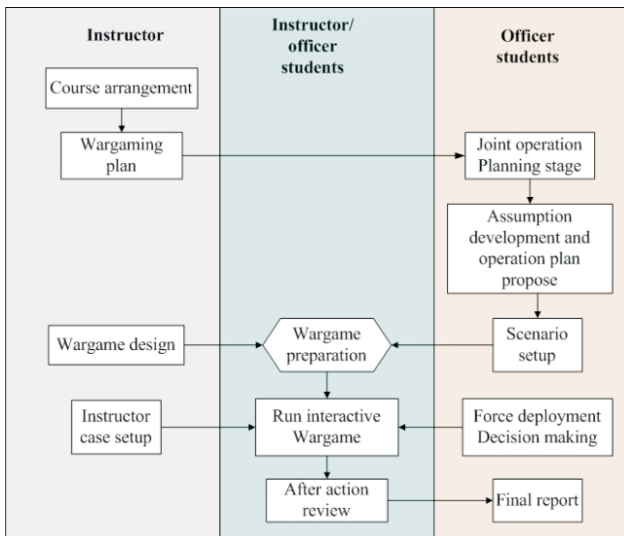 Instructor
Instructor/
officer
students
Officer
students
Course arrangement
Wargaming
plan
Joint operation
Planning stage
Assumption
development and
operation plan
propose
Wargame design
Wargame
preparation
Scenario
setup
Instructor
case setup
Run interactive
Wargame
Force deployment
Decision making
After action
review
Final report